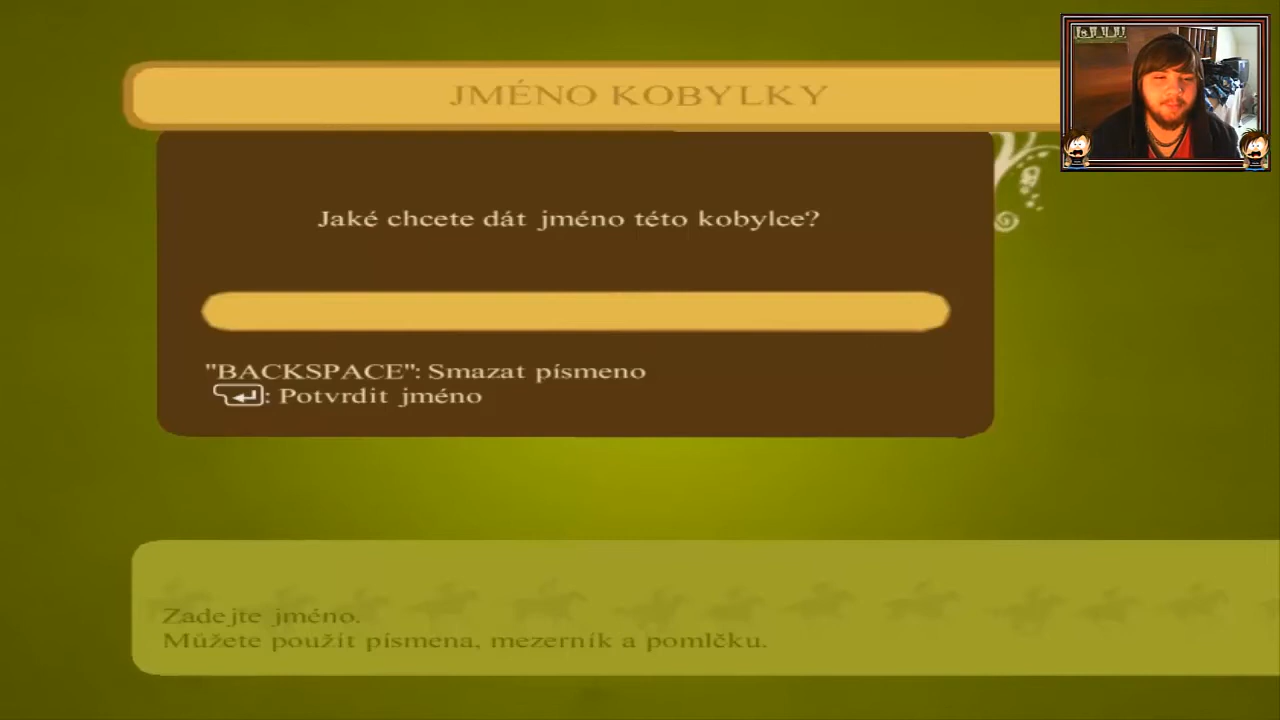 JMÉNO KOBYLKY
Jaké chcete dát jméno této kobylce?
"BACKSPACE": Smazat písmeno
: Potvrdit jméno
Zadejte jméno.
Můžete použít písmena, mezerník a pomlčku.